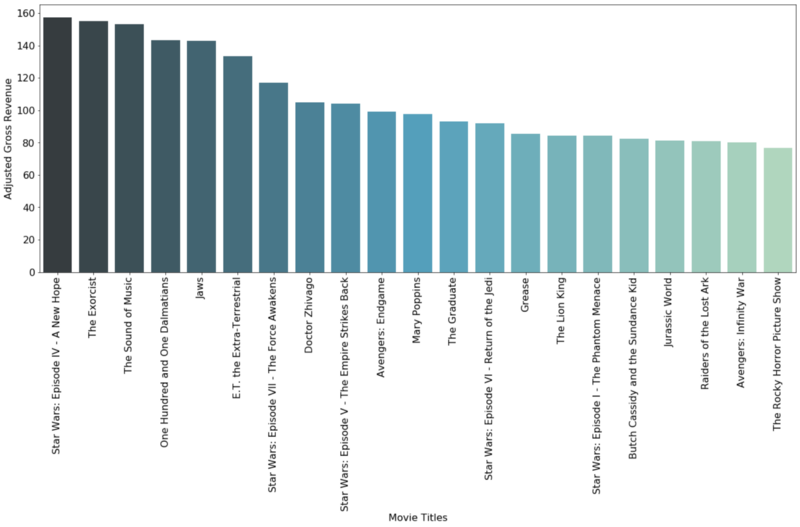 160
140
120
100
80
60
40
20
0
Adjusted Gross Revenue
Star Wars: Episode IV - A New Hope
The Exorcist
The Sound of Music
One Hundred and One Dalmatians
Jaws
E.T. the Extra-Terrestrial
Star Wars: Episode VII - The Force Awakens
Doctor Zhivago
Star Wars: Episode V - The Empire Strikes Back
Avengers: Endgame
Mary Poppins
The Graduate
Star Wars: Episode VI - Return of the Jedi
Grease
The Lion King
Star Wars: Episode I - The Phantom Menace
Butch Cassidy and the Sundance Kid
Jurassic World
Raiders of the Lost Ark
Avengers: Infinity War
The Rocky Horror Picture Show
Movie Titles